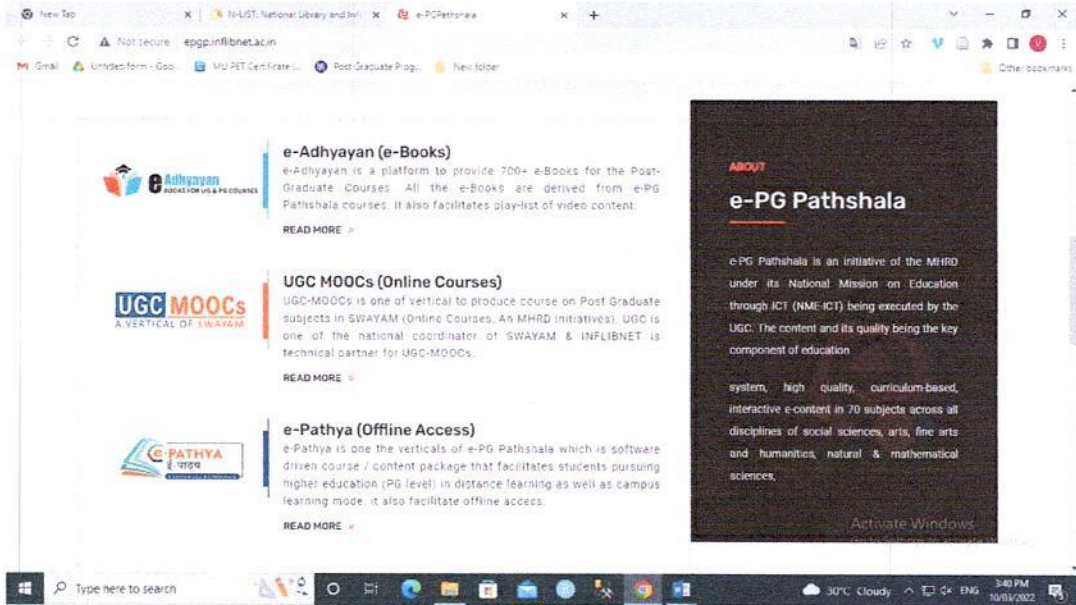 New Tab
N-LIST: National Library and Inf
e-PGPathshala
Not secure
epgp.inflibnet.ac.in
Gmail
Untitled form - Goo...
MU PET Certificate
Post Graduate Prog...
New folder
Other bookmarks
e Adhyayan
BOOKS FOR UG & PG COURSES
e-Adhyayan (e-Books)
e-Adhyayan is a platform to provide 700+ e-Books for the Post-
Graduate Courses. All the e-Books are derived from e-PG
Pathshala courses. It also facilitates play-list of video content.
READ MORE »
UGC MOOCs
A VERTICAL OF SWAYAM
UGC MOOCs (Online Courses)
UGC-MOOCs is one of vertical to produce course on Post Graduate
subjects in SWAYAM (Online Courses, An MHRD initiatives). UGC is
one of the national coordinator of SWAYAM & INFLIBNET is
technical partner for UGC-MOOCs.
READ MORE »
e-PATHYA
ई-पाठ्य
e-Pathya (Offline Access)
e-Pathya is one the verticals of e-PG Pathshala which is software
driven course / content package that facilitates students pursuing
higher education (PG level) in distance learning as well as campus
learning mode. it also facilitate offline access.
READ MORE »
ABOUT
e-PG Pathshala
e-PG Pathshala is an initiative of the MHRD
under its National Mission on Education
through ICT (NME-ICT) being executed by the
UGC. The content and its quality being the key
component of education
system, high quality, curriculum-based,
interactive e-content in 70 subjects across all
disciplines of social sciences, arts, fine arts
and humanities, natural & mathematical
sciences,
Activate Windows
Type here to search
30°C Cloudy
ENG
3:40 PM
10/03/2022